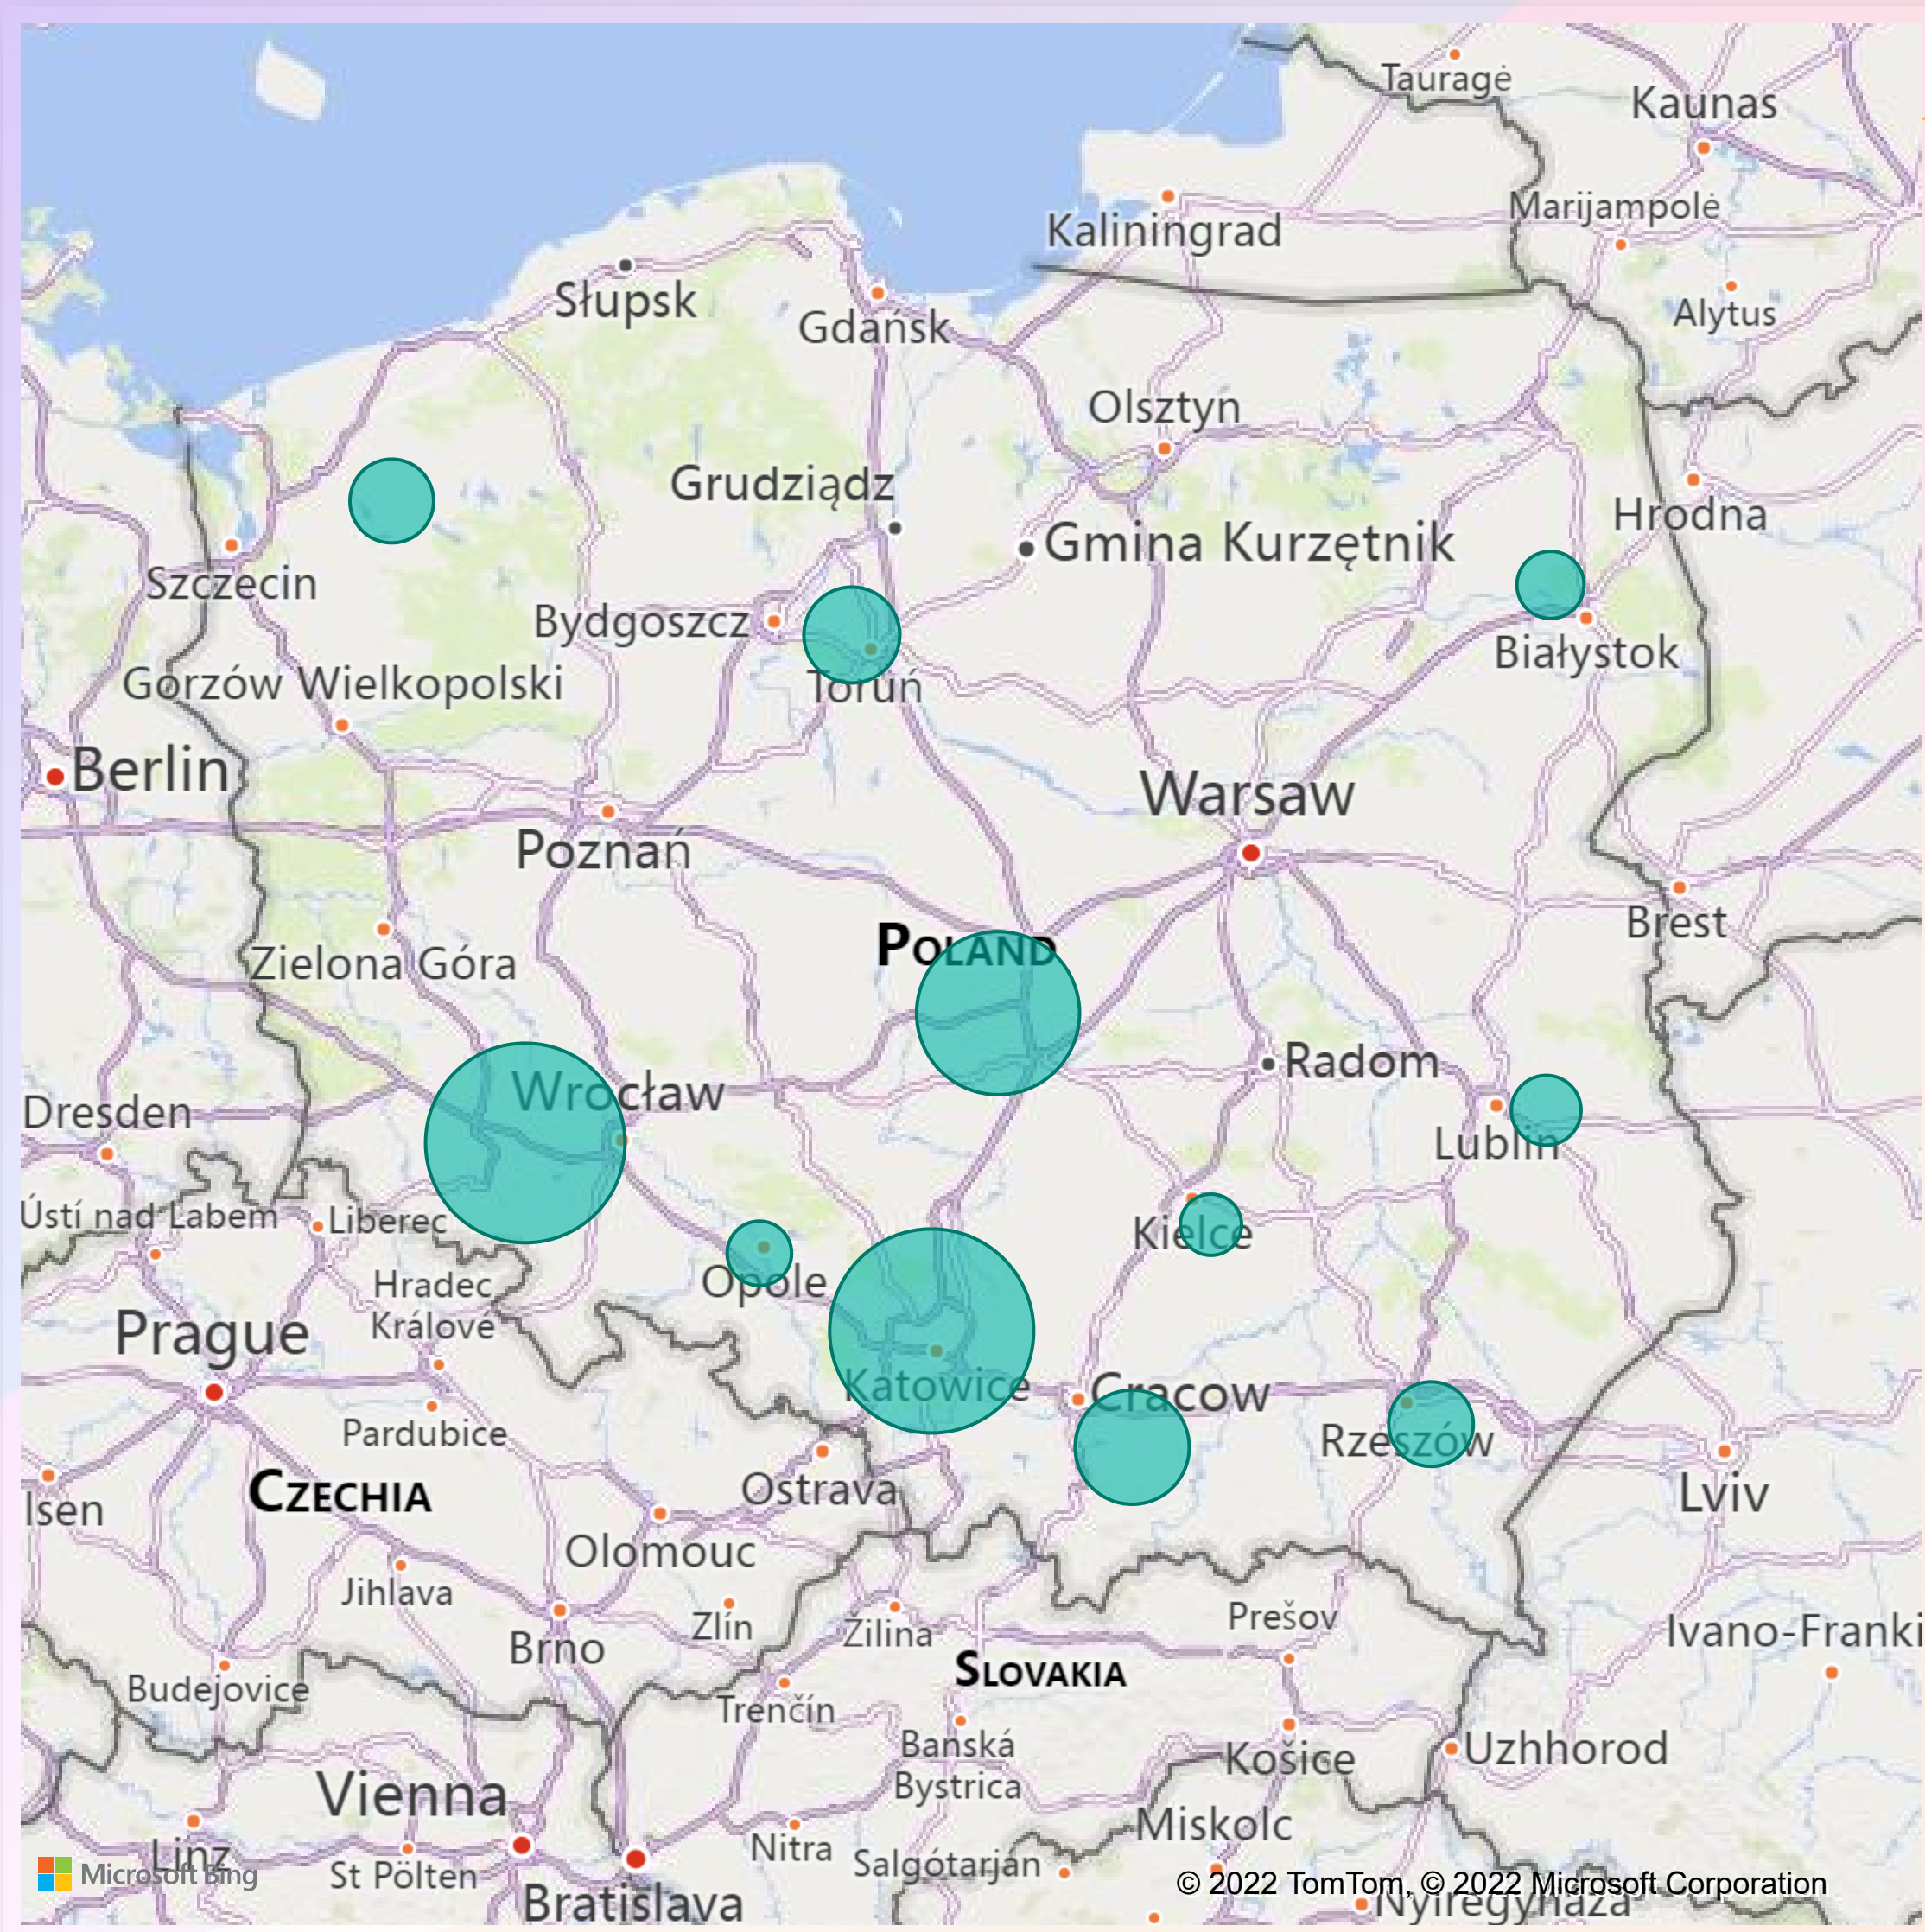 Tauragė
Kaunas
Marijampolė
Kaliningrad
Słupsk
Gdańsk
Alytus
Olsztyn
Grudziądz
Hrodna
Gmina Kurzętnik
Szczecin
Bydgoszcz
Białystok
Toruń
Gorzów Wielkopolski
Berlin
Warsaw
Poznań
Brest
POLAND
Zielona Góra
Radom
Wrocław
Dresden
Lublin
Ústí nad Labem
Liberec
Kielce
Opole
Hradec
Králové
Prague
Katowice
Cracow
Pardubice
Rzeszów
CZECHIA
Ostrava
Lviv
lsen
Olomouc
Jihlava
Zlín
Žilina
Prešov
Ivano-Franki
Brno
SLOVAKIA
Budejovice
Trenčín
Banská
Bystrica
Košice
Uzhhorod
Vienna
Miskolc
Linz
Nitra
Salgótarján
Microsoft Bing
St Pölten
© 2022 TomTom, © 2022 Microsoft Corporation
Bratislava
Nyíregyháza